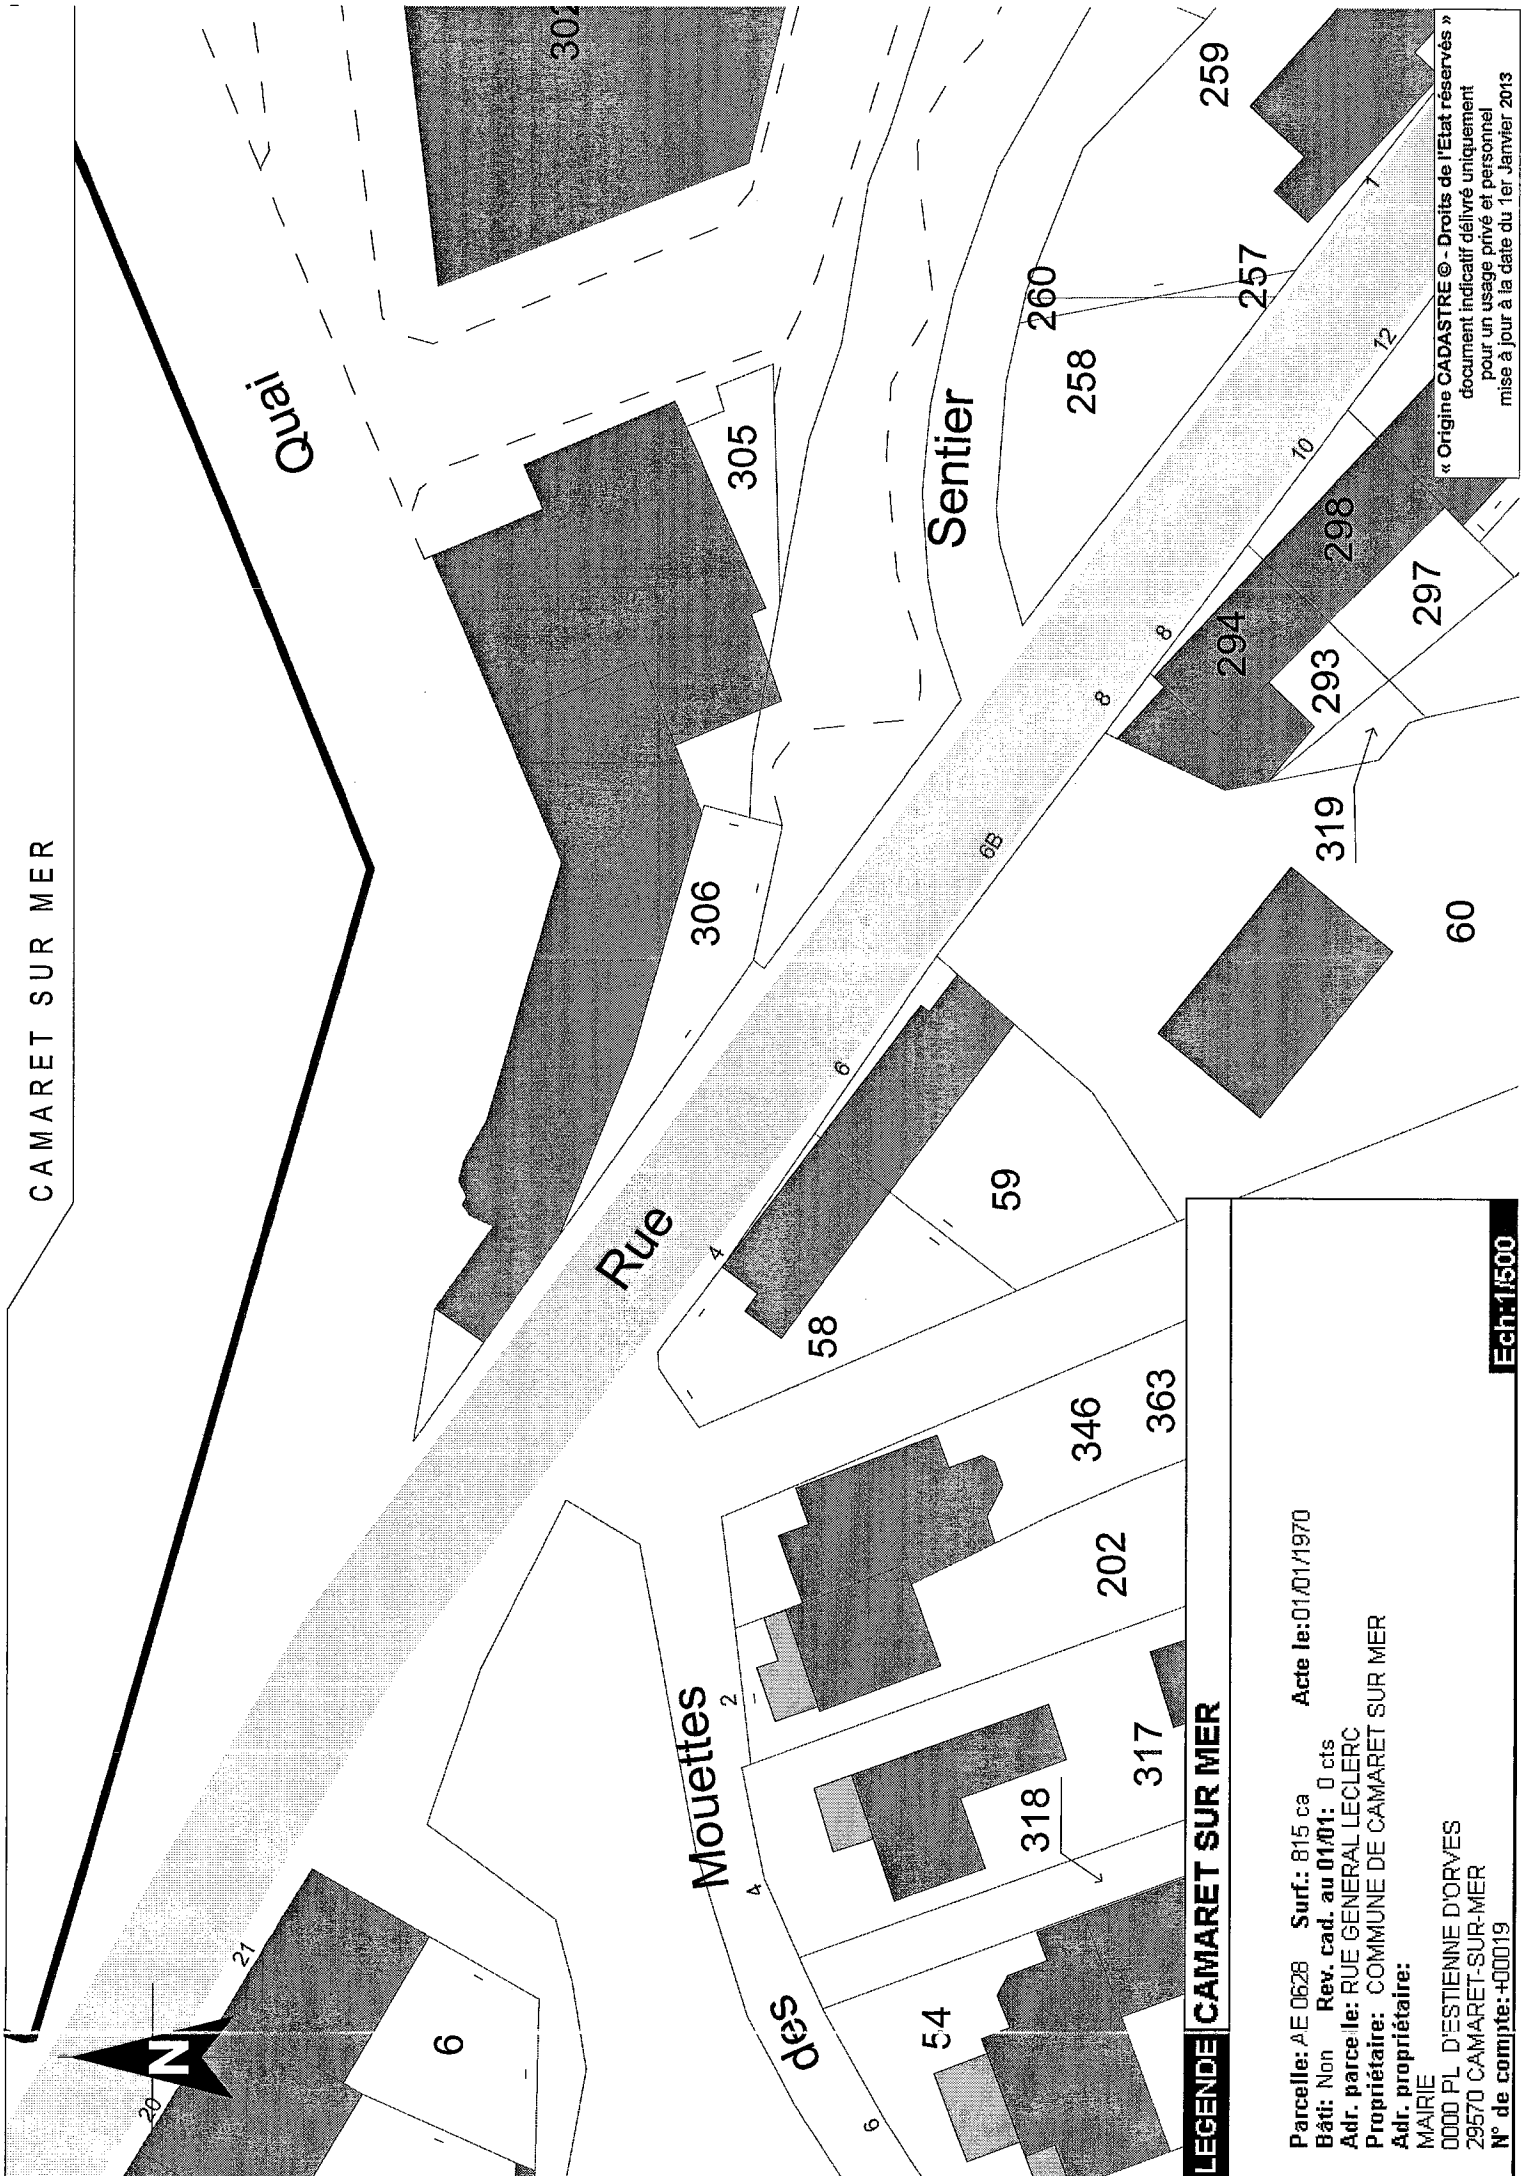 CAMARET SUR MER
Quai
302
305
306
Sentier
259
260
258
257
7
12
10
8
8
6B
6
4
Rue
298
294
297
293
319
60
59
58
346
363
202
317
318
2
4
6
Mouettes
des
54
21
20
6
N
« Origine CADASTRE © - Droits de l'Etat réservés »
document indicatif délivré uniquement
pour un usage privé et personnel
mise à jour à la date du 1er Janvier 2013
LEGENDE CAMARET SUR MER
Parcelle: AE 0628 Surf.: 815 ca Acte le:01/01/1970
Bâti: Non Rev. cad. au 01/01: 0 cts
Adr. parcelle: RUE GENERAL LECLERC
Propriétaire: COMMUNE DE CAMARET SUR MER
Adr. propriétaire:
MAIRIE
0000 PL D'ESTIENNE D'ORVES
29570 CAMARET-SUR-MER
N° de compte:+00019
Ech:1/500